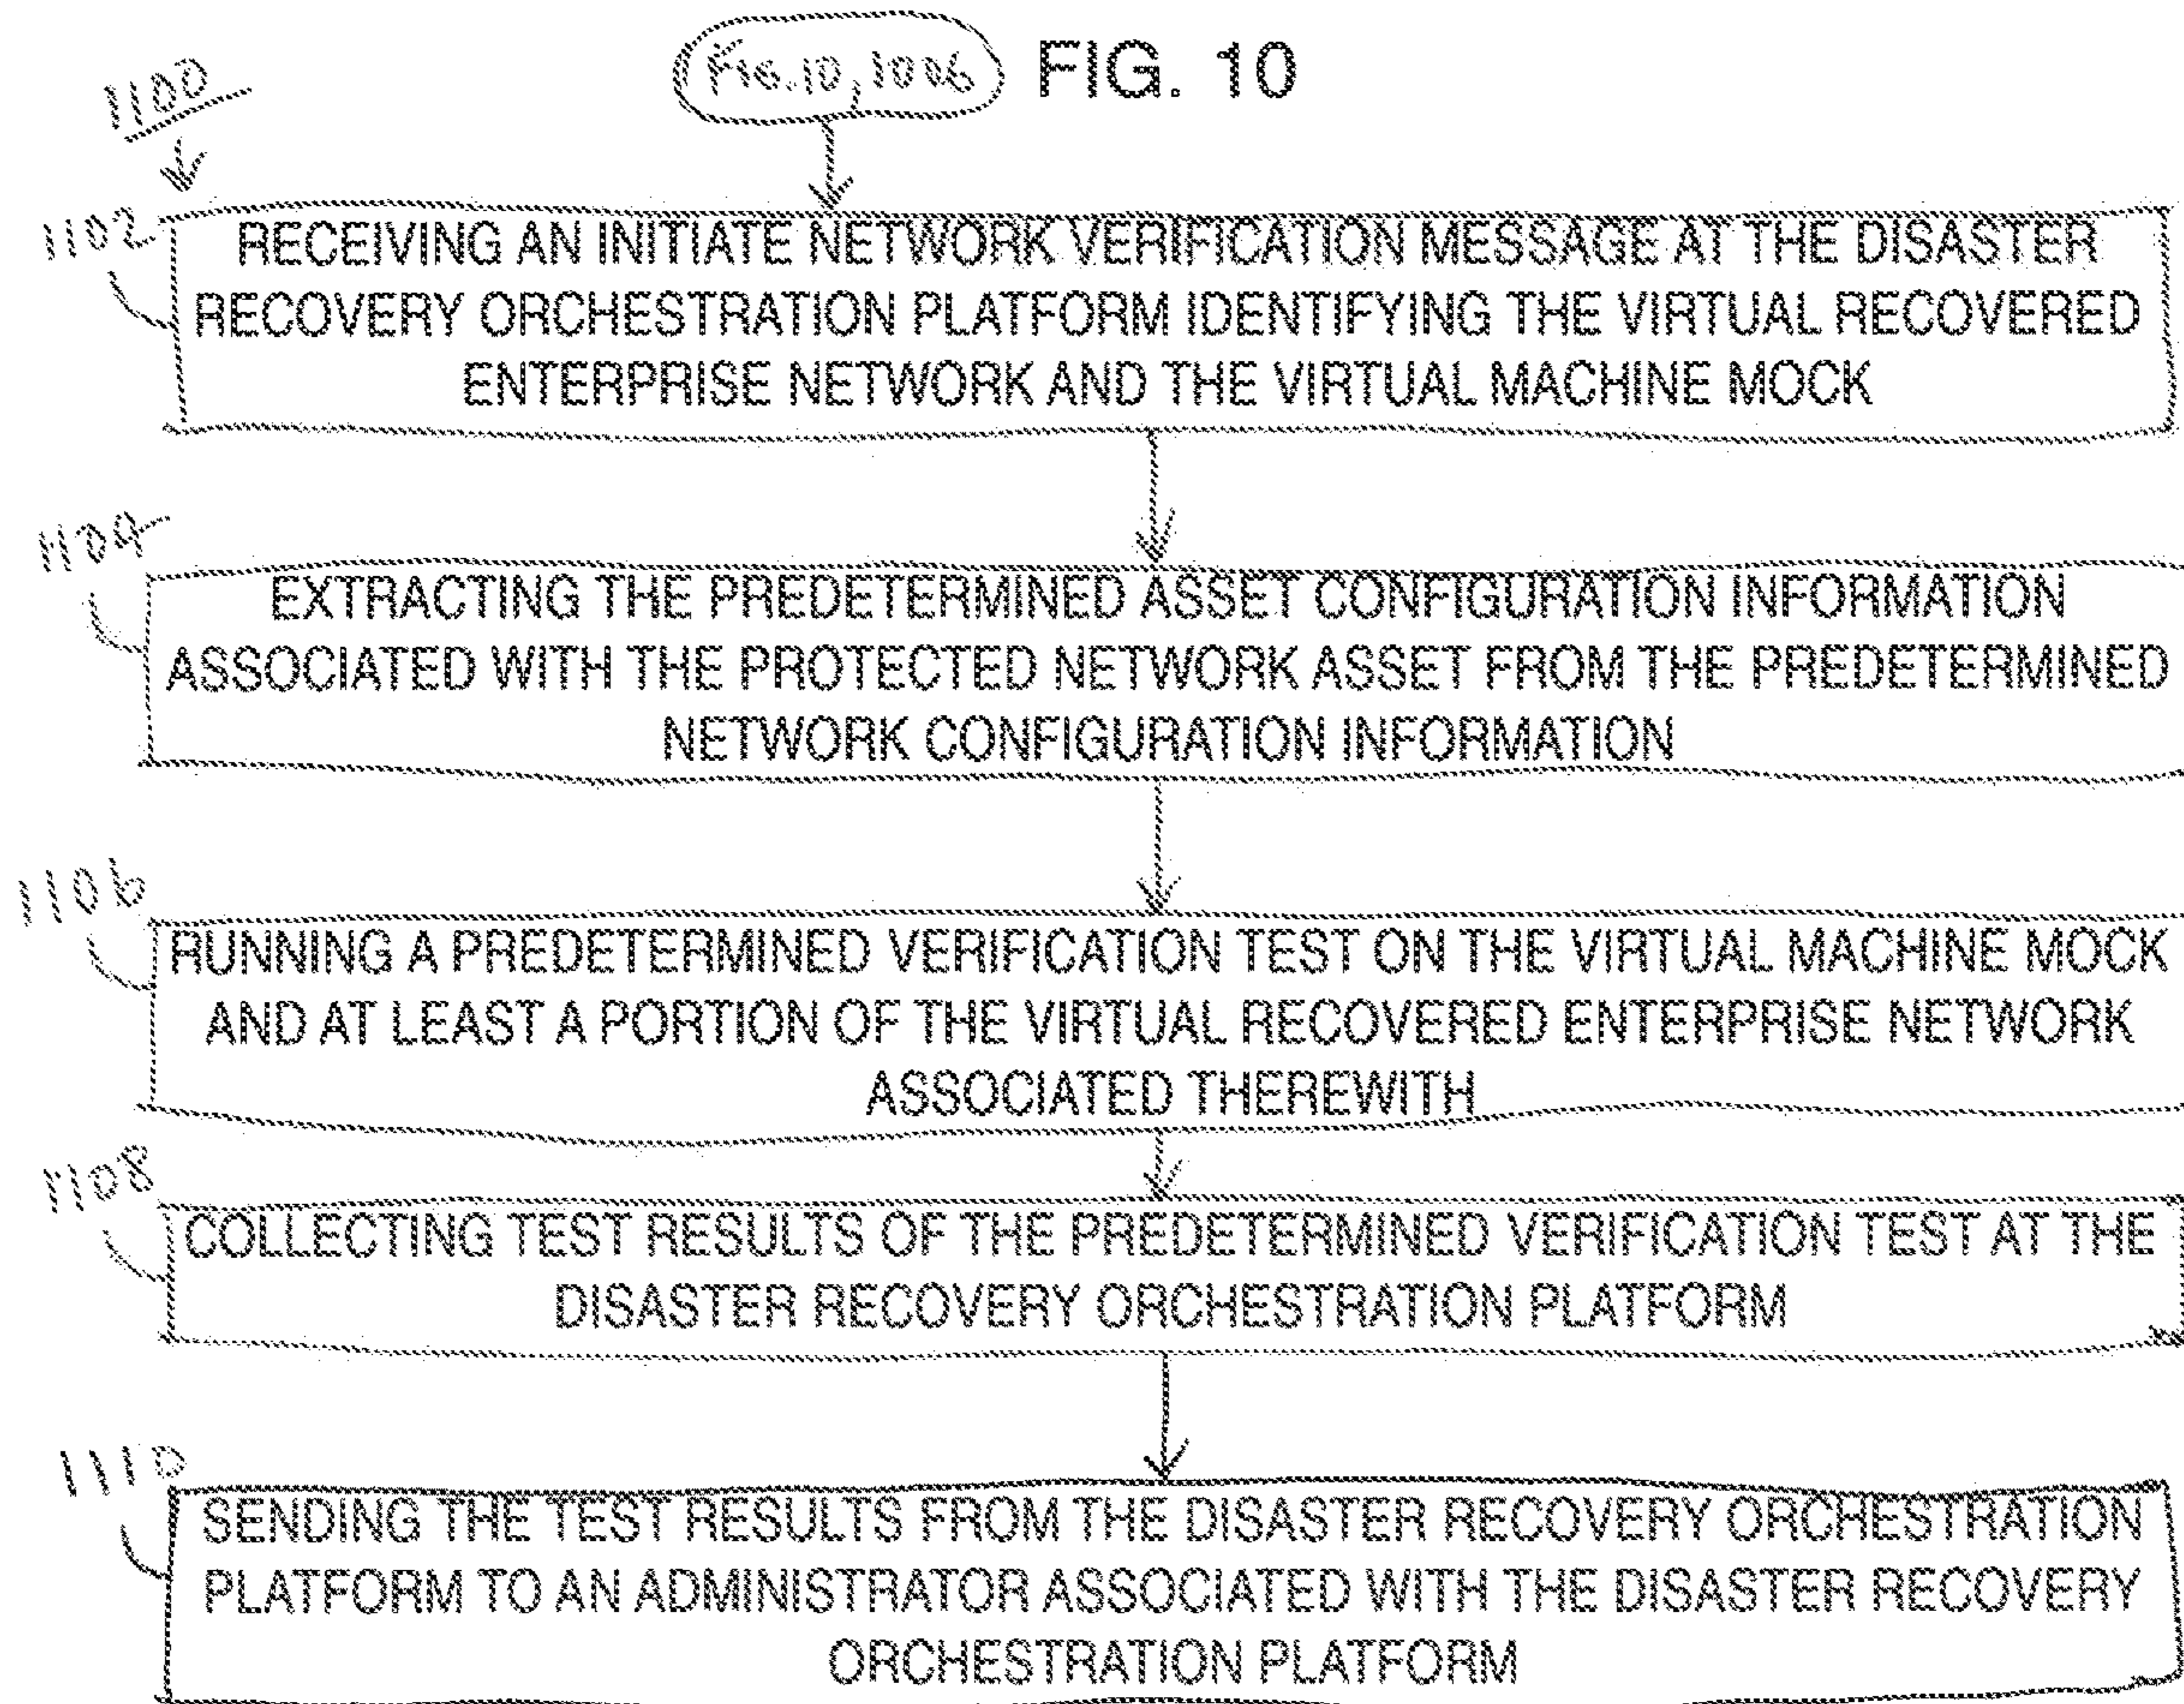 FIG. 10, 1006 FIG. 10
1100
1102
RECEIVING AN INITIATE NETWORK VERIFICATION MESSAGE AT THE DISASTER
RECOVERY ORCHESTRATION PLATFORM IDENTIFYING THE VIRTUAL RECOVERED
ENTERPRISE NETWORK AND THE VIRTUAL MACHINE MOCK
1104
EXTRACTING THE PREDETERMINED ASSET CONFIGURATION INFORMATION
ASSOCIATED WITH THE PROTECTED NETWORK ASSET FROM THE PREDETERMINED
NETWORK CONFIGURATION INFORMATION
1106
RUNNING A PREDETERMINED VERIFICATION TEST ON THE VIRTUAL MACHINE MOCK
AND AT LEAST A PORTION OF THE VIRTUAL RECOVERED ENTERPRISE NETWORK
ASSOCIATED THEREWITH
1108
COLLECTING TEST RESULTS OF THE PREDETERMINED VERIFICATION TEST AT THE
DISASTER RECOVERY ORCHESTRATION PLATFORM
1110
SENDING THE TEST RESULTS FROM THE DISASTER RECOVERY ORCHESTRATION
PLATFORM TO AN ADMINISTRATOR ASSOCIATED WITH THE DISASTER RECOVERY
ORCHESTRATION PLATFORM